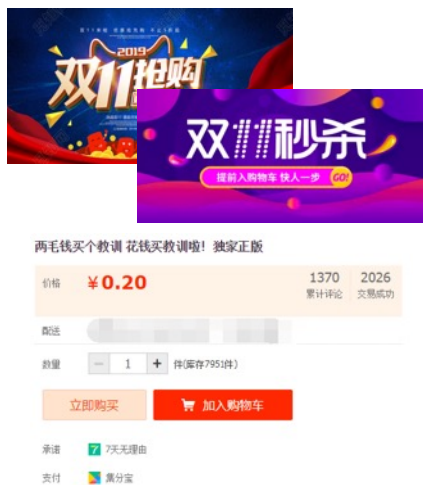 2019
双11抢购
双11秒杀
提前入购物车 快人一步 GO!
两毛钱买个教训 花钱买教训啦! 独家正版
价格 ¥0.20 1370 2026
累计评论 交易成功
配送
数量 1 + 件(库存7951件)
立即购买 加入购物车
承诺 7 7天无理由
支付 集分宝